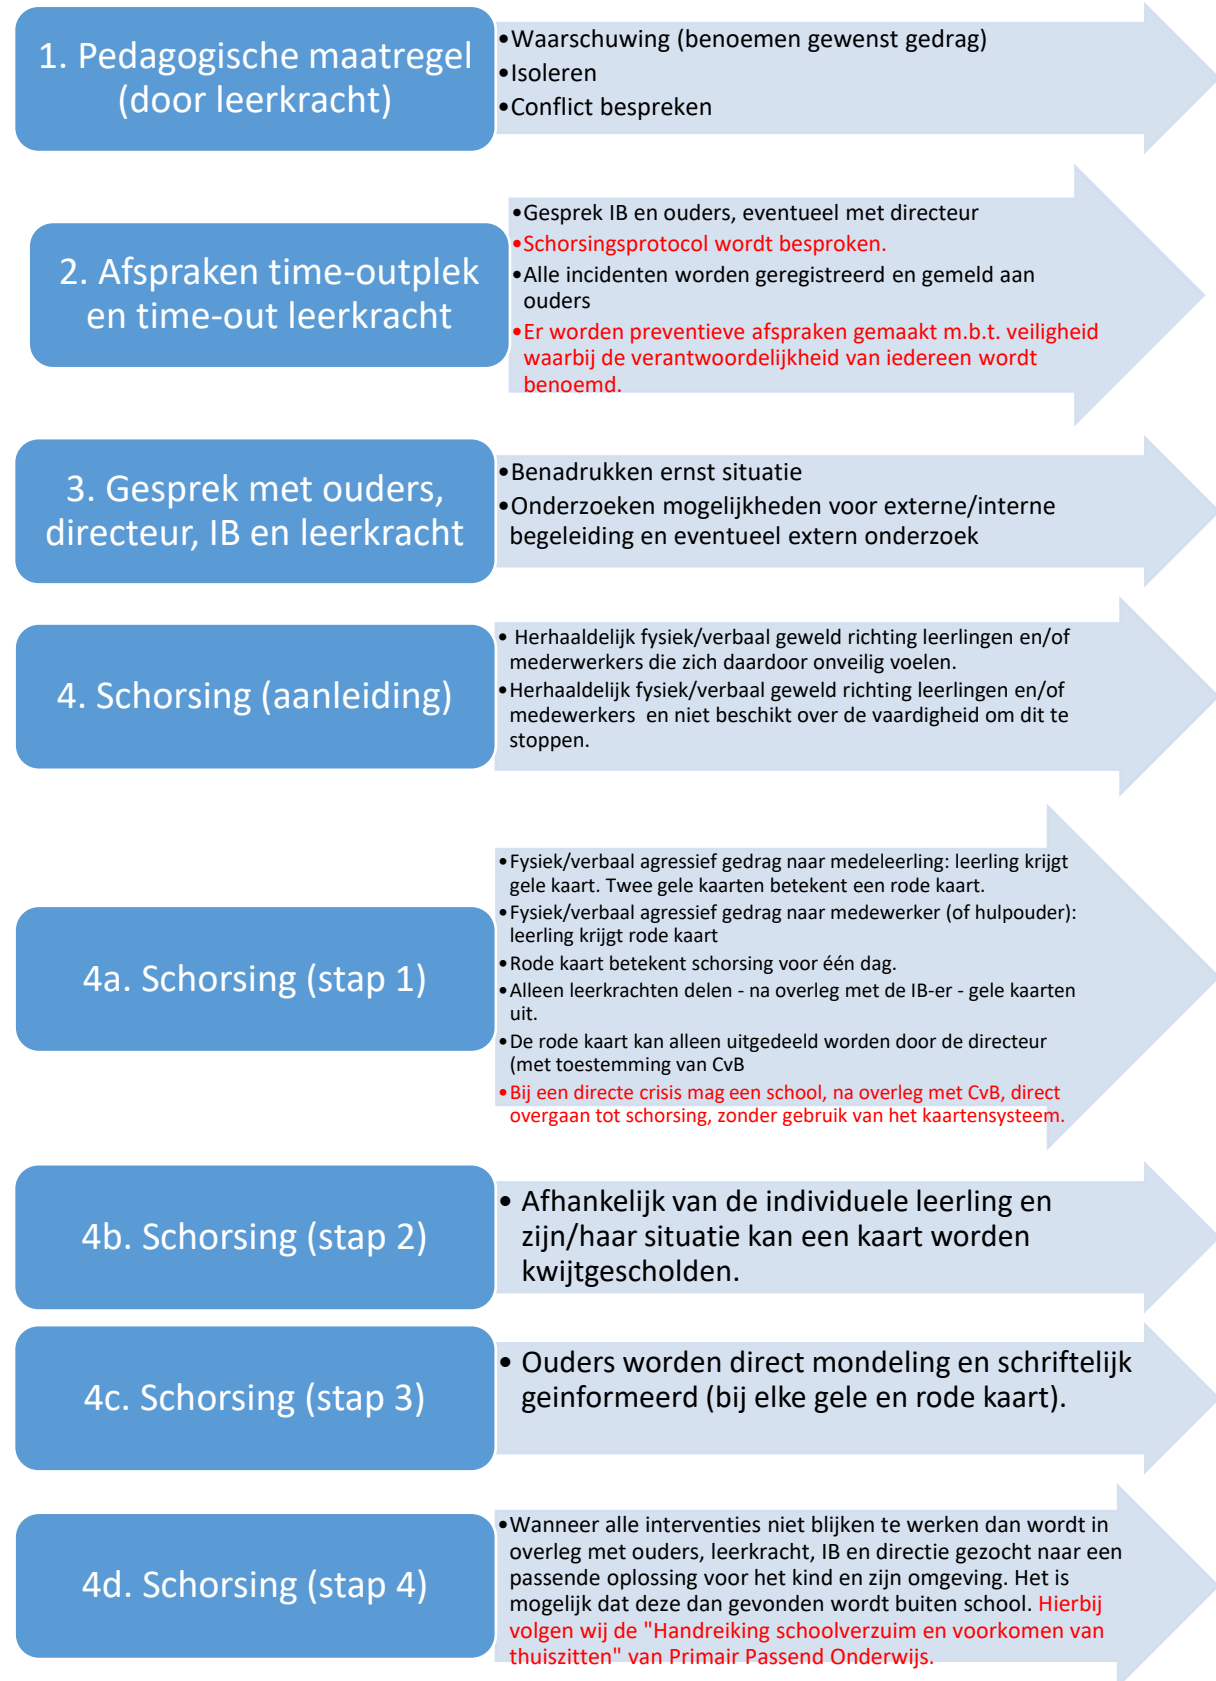 1. Pedagogische maatregel
(door leerkracht)
•Waarschuwing (benoemen gewenst gedrag)
•Isoleren
•Conflict bespreken
2. Afspraken time-outplek
en time-out leerkracht
•Gesprek IB en ouders, eventueel met directeur
•Schorsingsprotocol wordt besproken.
•Alle incidenten worden geregistreerd en gemeld aan
ouders
•Er worden preventieve afspraken gemaakt m.b.t. veiligheid
waarbij de verantwoordelijkheid van iedereen wordt
benoemd.
3. Gesprek met ouders,
directeur, IB en leerkracht
•Benadrukken ernst situatie
•Onderzoeken mogelijkheden voor externe/interne
begeleiding en eventueel extern onderzoek
4. Schorsing (aanleiding)
• Herhaaldelijk fysiek/verbaal geweld richting leerlingen en/of
mederwerkers die zich daardoor onveilig voelen.
•Herhaaldelijk fysiek/verbaal geweld richting leerlingen en/of
medewerkers en niet beschikt over de vaardigheid om dit te
stoppen.
4a. Schorsing (stap 1)
•Fysiek/verbaal agressief gedrag naar medeleerling: leerling krijgt
gele kaart. Twee gele kaarten betekent een rode kaart.
•Fysiek/verbaal agressief gedrag naar medewerker (of hulpouder):
leerling krijgt rode kaart
•Rode kaart betekent schorsing voor één dag.
•Alleen leerkrachten delen - na overleg met de IB-er - gele kaarten
uit.
•De rode kaart kan alleen uitgedeeld worden door de directeur
(met toestemming van CvB
•Bij een directe crisis mag een school, na overleg met CvB, direct
overgaan tot schorsing, zonder gebruik van het kaartensysteem.
4b. Schorsing (stap 2)
• Afhankelijk van de individuele leerling en
zijn/haar situatie kan een kaart worden
kwijtgescholden.
4c. Schorsing (stap 3)
• Ouders worden direct mondeling en schriftelijk
geinformeerd (bij elke gele en rode kaart).
4d. Schorsing (stap 4)
•Wanneer alle interventies niet blijken te werken dan wordt in
overleg met ouders, leerkracht, IB en directie gezocht naar een
passende oplossing voor het kind en zijn omgeving. Het is
mogelijk dat deze dan gevonden wordt buiten school. Hierbij
volgen wij de "Handreiking schoolverzuim en voorkomen van
thuiszitten" van Primair Passend Onderwijs.